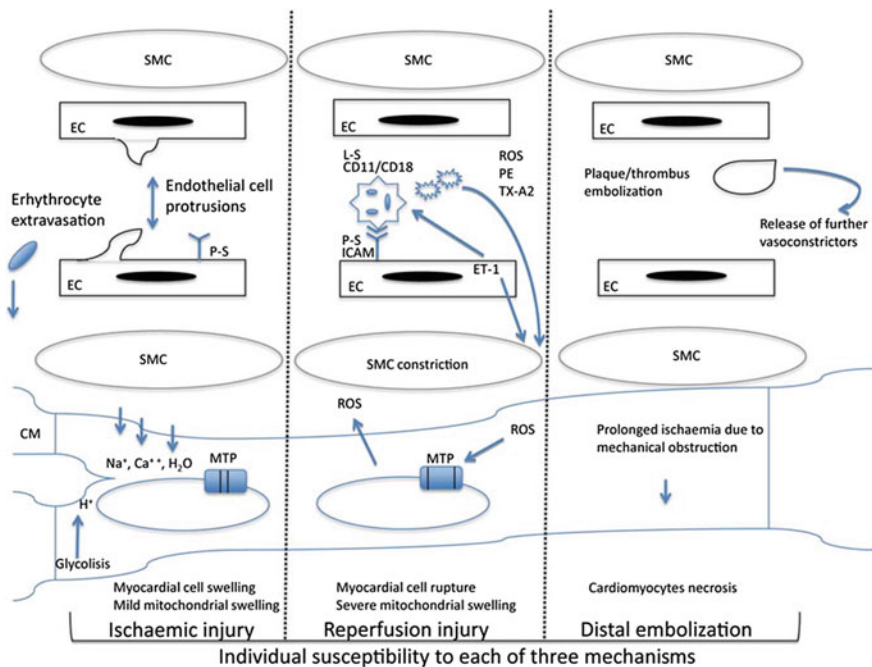 SMC
EC
Erhythrocyte
extravasation
Endothelial cell
protrusions
P-S
EC
SMC
CM
Na⁺, Ca⁺⁺, H₂O
MTP
H⁺
Glycolisis
Myocardial cell swelling
Mild mitochondrial swelling
Ischaemic injury
SMC
EC
L-S
CD11/CD18
ROS
PE
TX-A2
P-S
ICAM
ET-1
EC
SMC constriction
ROS
ROS
MTP
Myocardial cell rupture
Severe mitochondrial swelling
Reperfusion injury
SMC
EC
Plaque/thrombus
embolization
Release of further
vasoconstrictors
EC
SMC
Prolonged ischaemia due to
mechanical obstruction
Cardiomyocytes necrosis
Distal embolization
Individual susceptibility to each of three mechanisms